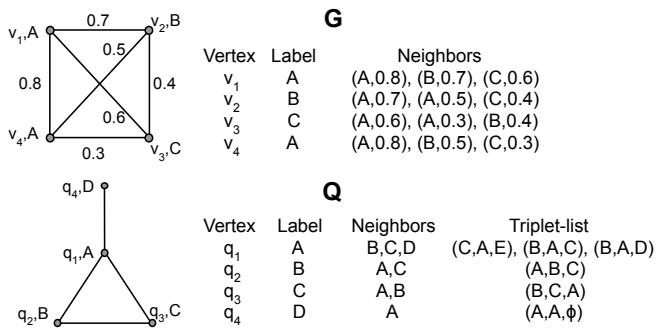 G
0.7
v1,A
v2,B
0.5
0.8
0.4
0.6
v4,A
v3,C
0.3
Vertex Label Neighbors
v1 A (A,0.8), (B,0.7), (C,0.6)
v2 B (A,0.7), (A,0.5), (C,0.4)
v3 C (A,0.6), (A,0.3), (B,0.4)
v4 A (A,0.8), (B,0.5), (C,0.3)
Q
q4,D
q1,A
q2,B
q3,C
Vertex Label Neighbors Triplet-list
q1 A B,C,D (C,A,E), (B,A,C), (B,A,D)
q2 B A,C (A,B,C)
q3 C A,B (B,C,A)
q4 D A (A,A,ϕ)